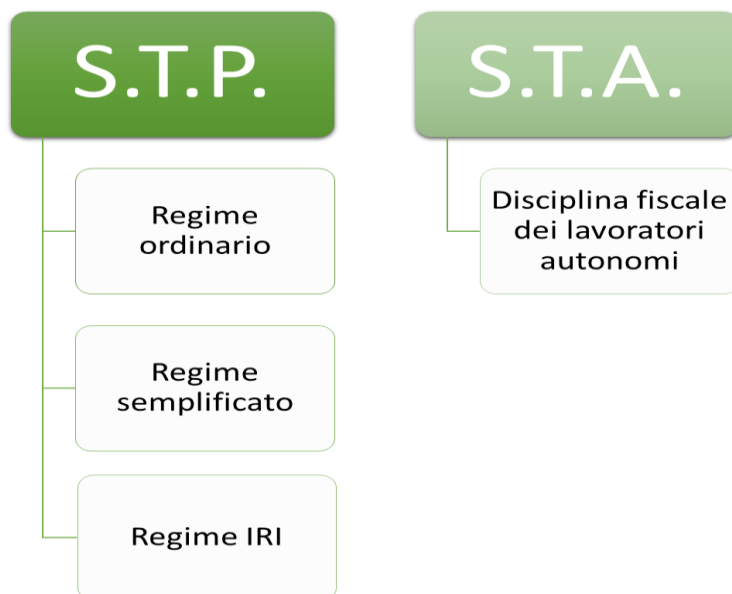 S.T.P.
Regime
ordinario
Regime
semplificato
Regime IRI
S.T.A.
Disciplina fiscale
dei lavoratori
autonomi